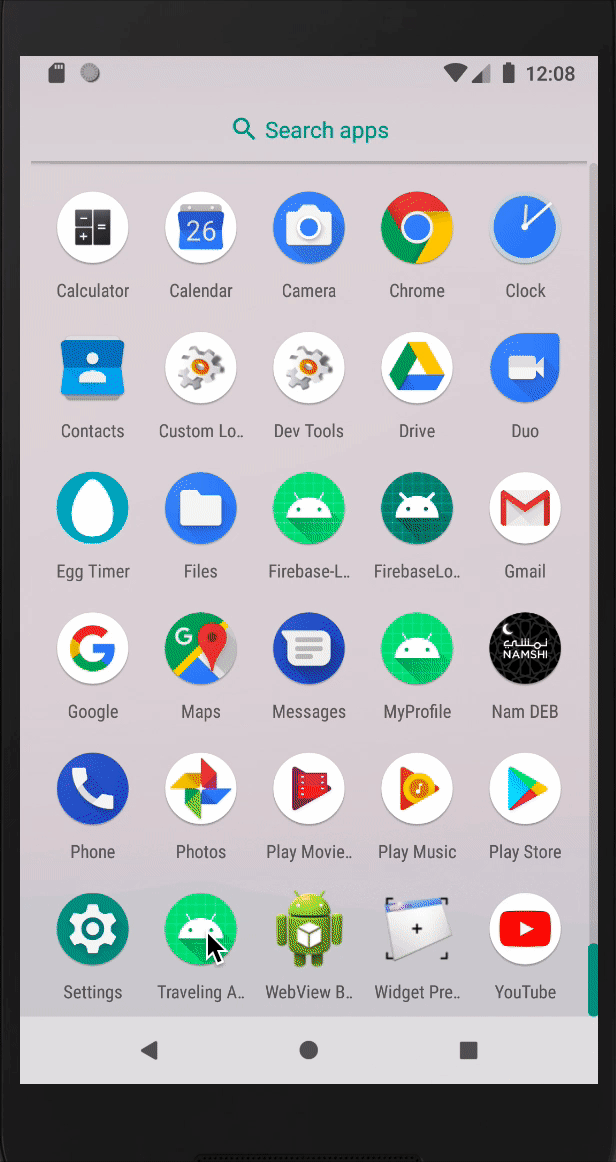 12:08
Search apps
26
Calculator
Calendar
Camera
Chrome
Clock
Contacts
Custom Lo..
Dev Tools
Drive
Duo
Egg Timer
Files
Firebase-L..
FirebaseLo..
Gmail
G
نمشي
NAMSHI
Google
Maps
Messages
MyProfile
Nam DEB
Phone
Photos
Play Movie..
Play Music
Play Store
Settings
Traveling A..
WebView B..
Widget Pre..
YouTube